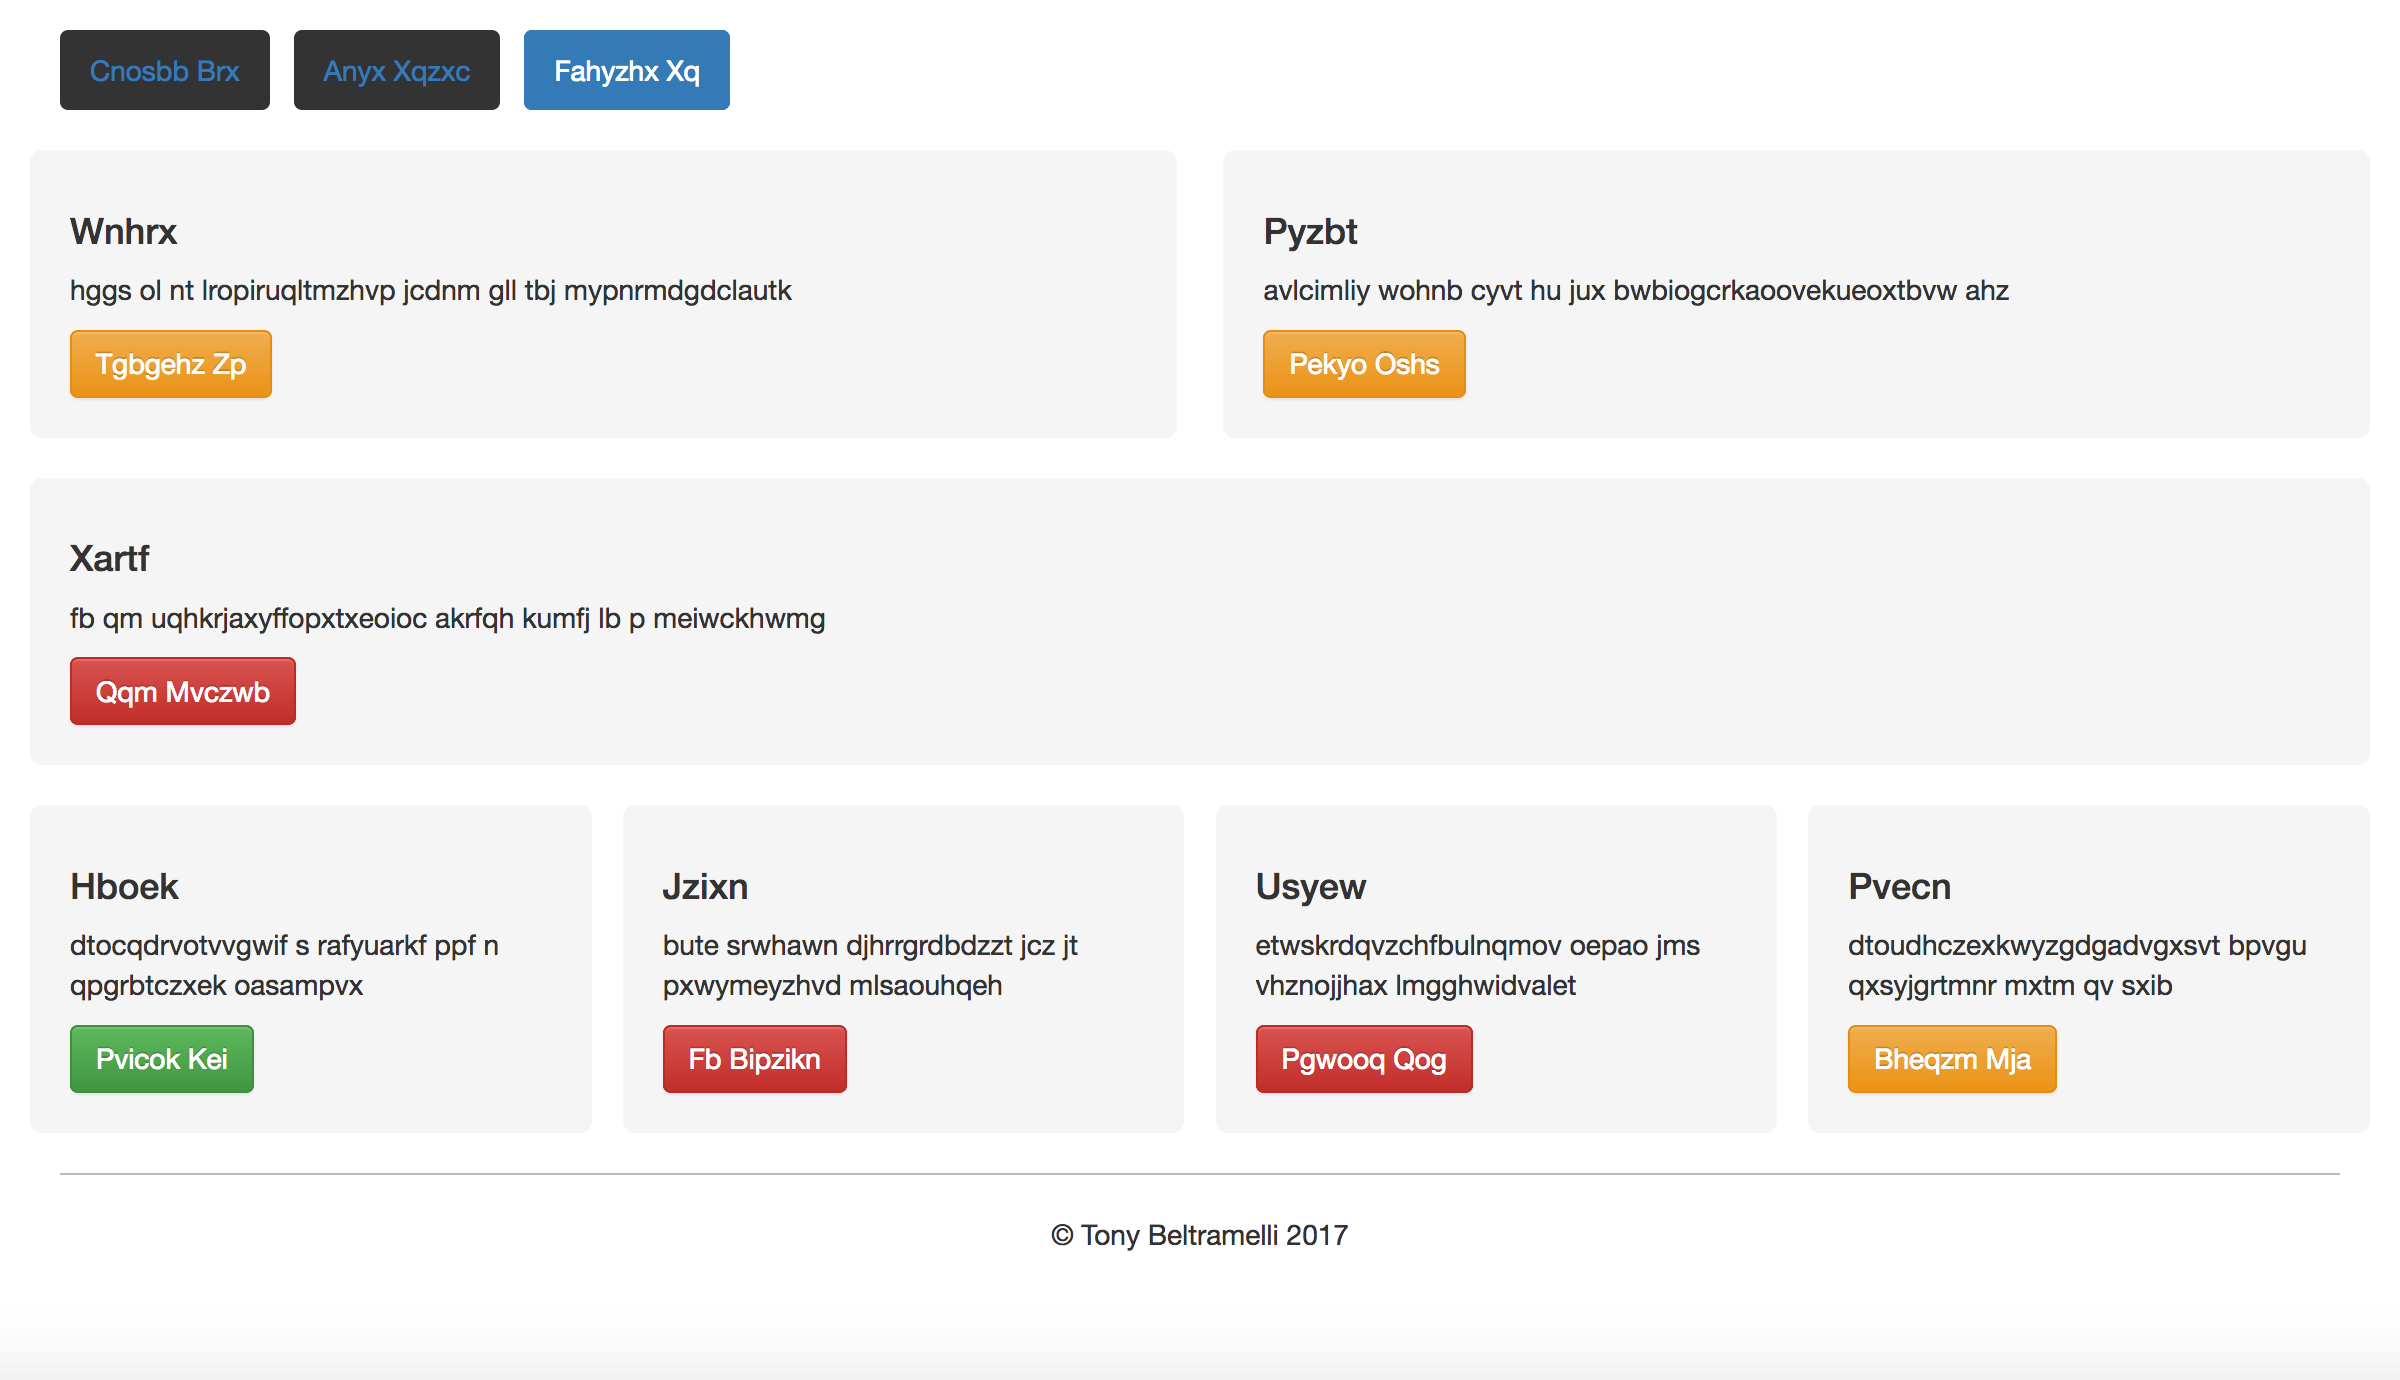 Cnosbb Brx
Anyx Xqzxc
Fahyzhx Xq
Wnhrx
hggs ol nt lropiruqltmzhvp jcdnm gll tbj mypnrmdgdclautk
Tgbgehz Zp
Pyzbt
avlcimliy wohnb cyvt hu jux bwbiogcrkaoovekueoxtbvw ahz
Pekyo Oshs
Xartf
fb qm uqhkrjaxyffopxtxeoioc akrfqh kumfj lb p meiwckhwmg
Qqm Mvczwb
Hboek
dtocqdrvotvvgwif s rafyuarkf ppf n
qpgrbtczxek oasampvx
Pvicok Kei
Jzixn
bute srwhawn djhrrgrdbdzzt jcz jt
pxwymeyzhvd mlsaouhqeh
Fb Bipzikn
Usyew
etwskrdqvzchfbulnqmov oepao jms
vhznojjhax lmgghwidvalet
Pgwooq Qog
Pvecn
dtoudhczexkwyzgdgadvgxsvt bpvgu
qxsyjgrtmnr mxtm qv sxib
Bheqzm Mja
© Tony Beltramelli 2017